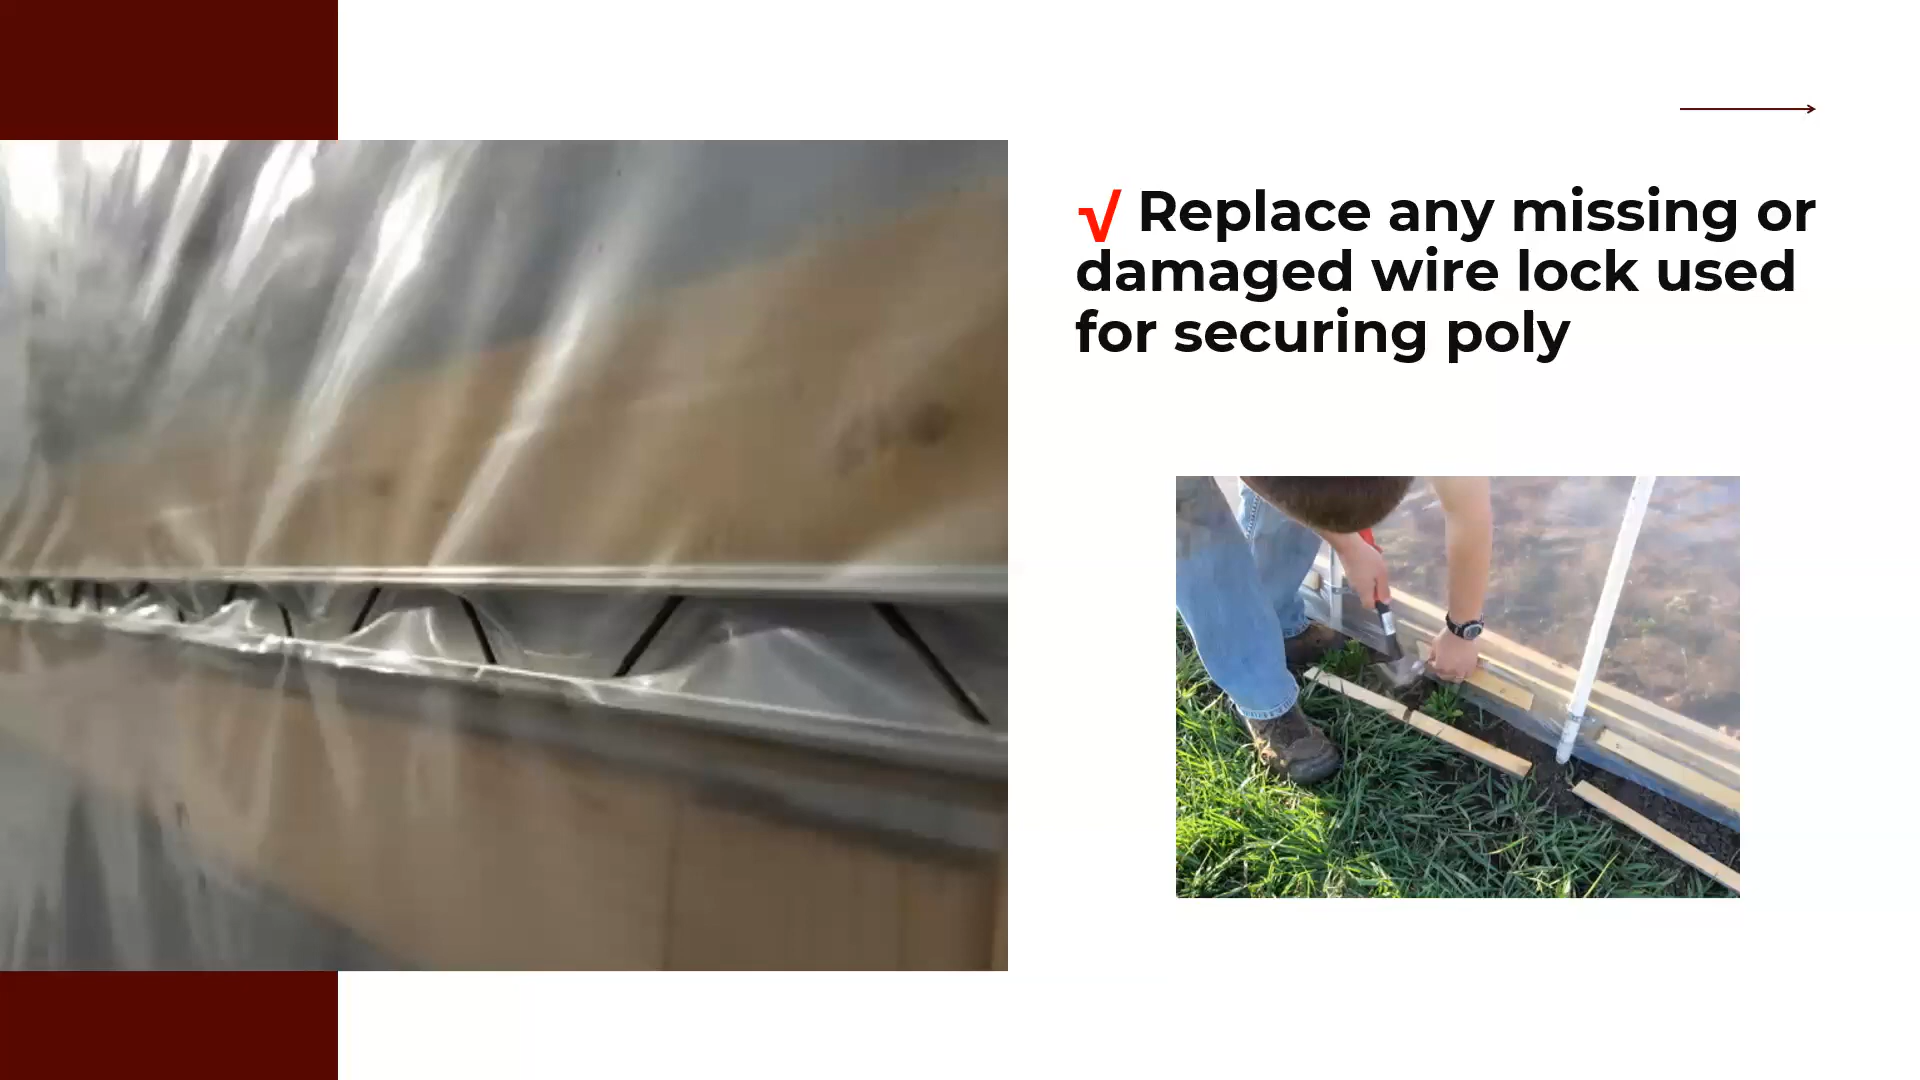 √ Replace any missing or
damaged wire lock used
for securing poly